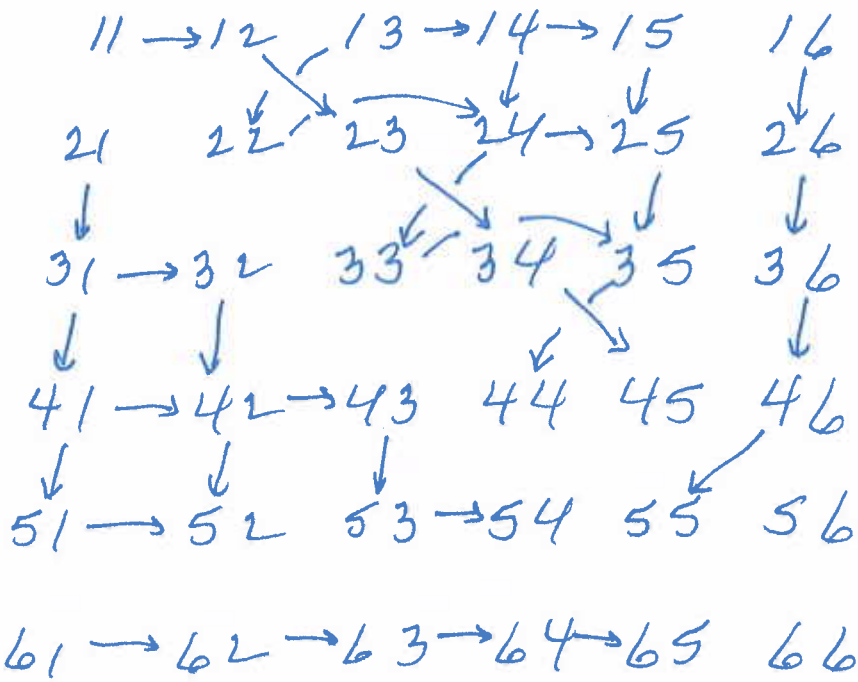 11 → 12 13 → 14 → 15 16
21 22 23 24 → 25 26
31 → 32 33 34 35 36
41 → 42 → 43 44 45 46
51 → 52 53 → 54 55 56
61 → 62 → 63 → 64 → 65 66